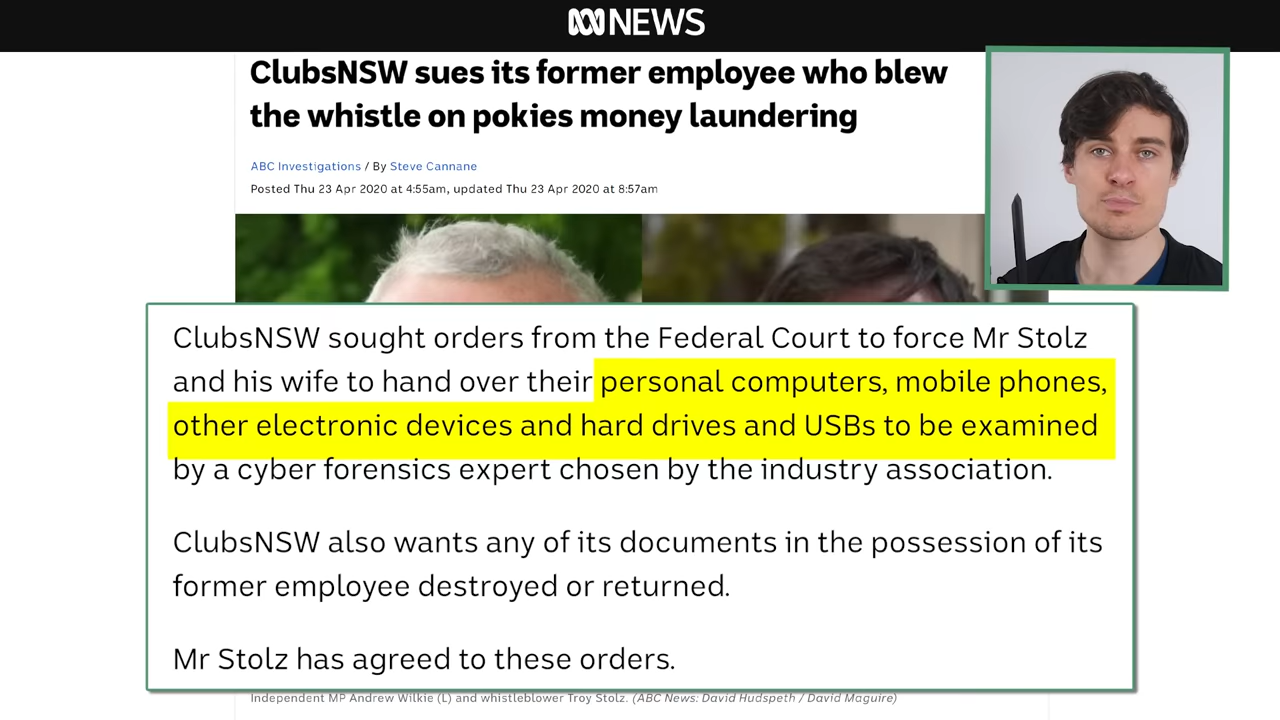 NEWS
ClubsNSW sues its former employee who blew
the whistle on pokies money laundering
ABC Investigations / By Steve Cannane
Posted Thu 23 Apr 2020 at 4:55am, updated Thu 23 Apr 2020 at 8:57am
ClubsNSW sought orders from the Federal Court to force Mr Stolz
and his wife to hand over their personal computers, mobile phones,
other electronic devices and hard drives and USBs to be examined
by a cyber forensics expert chosen by the industry association.
ClubsNSW also wants any of its documents in the possession of its
former employee destroyed or returned.
Mr Stolz has agreed to these orders.
Independent MP Andrew Wilkie (L) and whistleblower Troy Stolz. (ABC News: David Hudspeth / David Maguire)